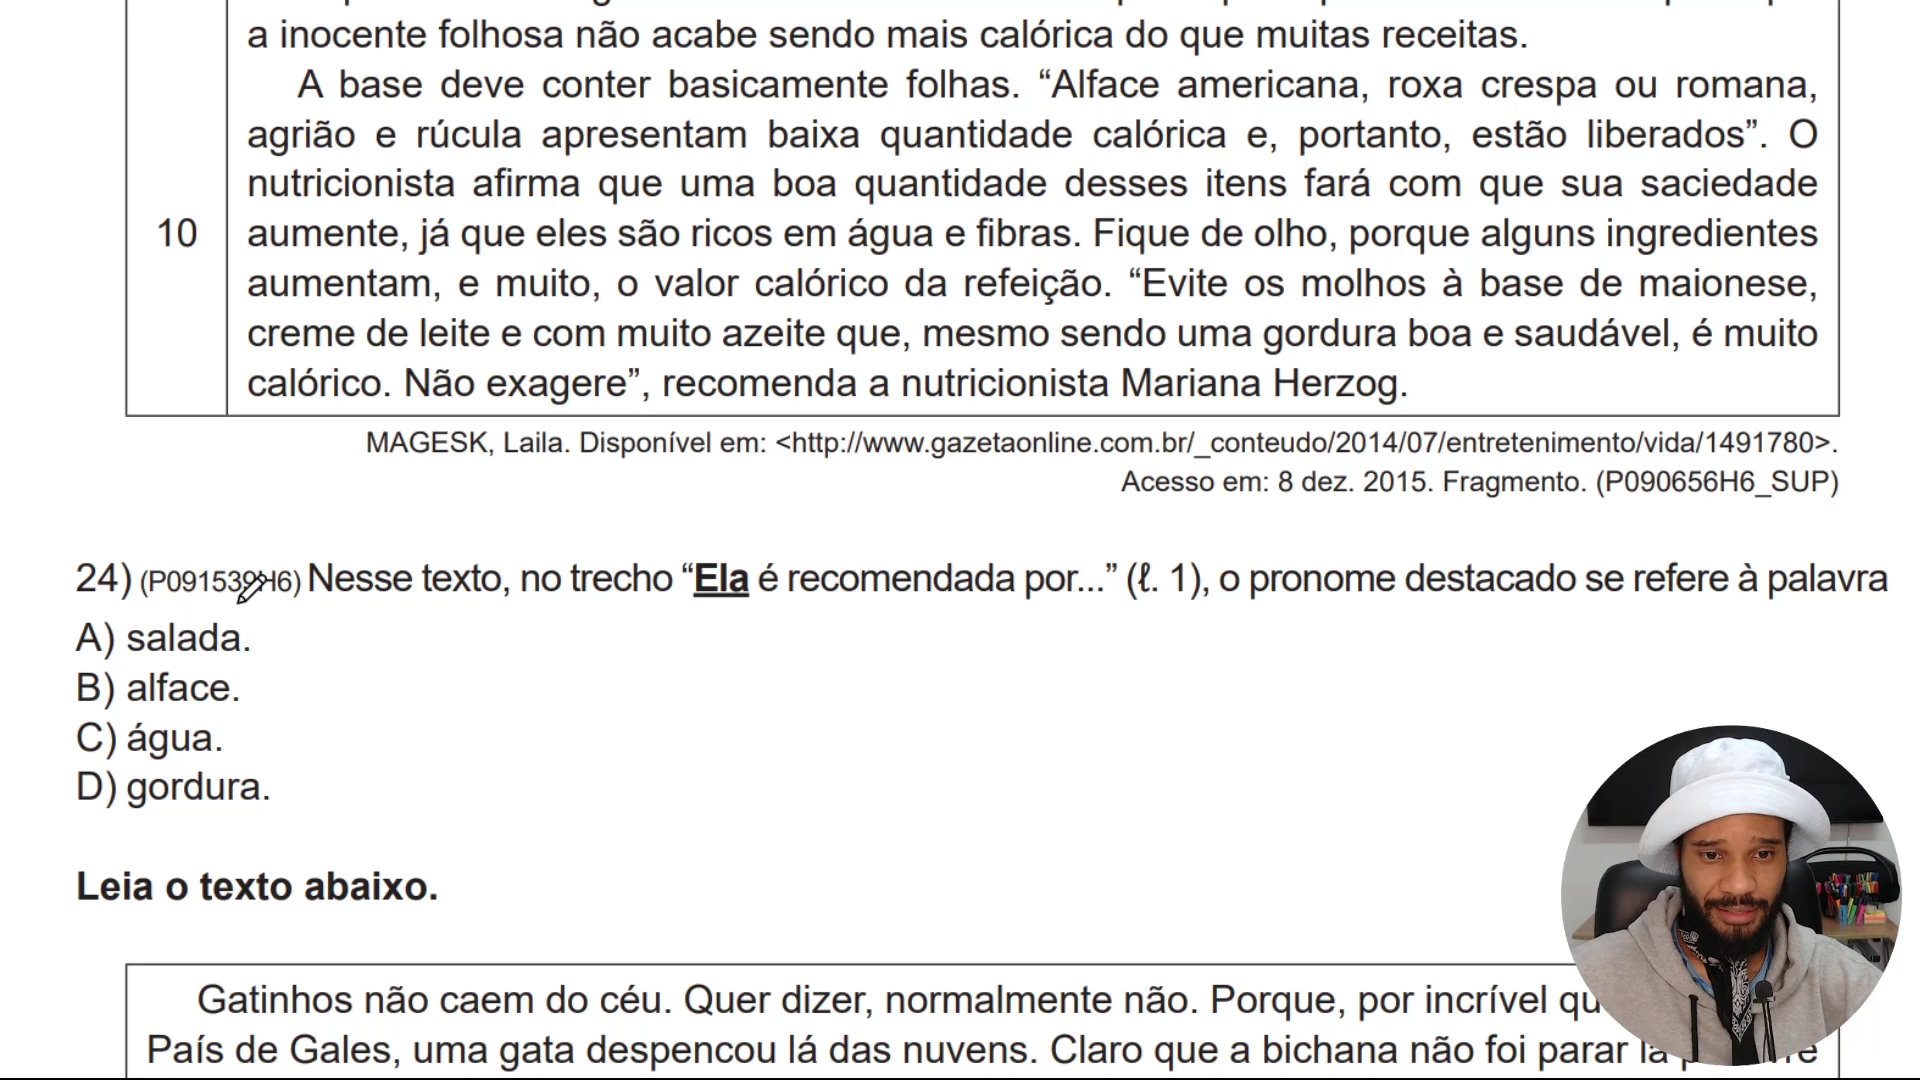 a inocente folhosa não acabe sendo mais calórica do que muitas receitas.
A base deve conter basicamente folhas. “Alface americana, roxa crespa ou romana,
agrião e rúcula apresentam baixa quantidade calórica e, portanto, estão liberados”. O
nutricionista afirma que uma boa quantidade desses itens fará com que sua saciedade
10 aumente, já que eles são ricos em água e fibras. Fique de olho, porque alguns ingredientes
aumentam, e muito, o valor calórico da refeição. “Evite os molhos à base de maionese,
creme de leite e com muito azeite que, mesmo sendo uma gordura boa e saudável, é muito
calórico. Não exagere”, recomenda a nutricionista Mariana Herzog.
MAGESK, Laila. Disponível em: <http://www.gazetaonline.com.br/_conteudo/2014/07/entretenimento/vida/1491780>.
Acesso em: 8 dez. 2015. Fragmento. (P090656H6_SUP)
24) (P091539H6) Nesse texto, no trecho “Ela é recomendada por...” (ℓ. 1), o pronome destacado se refere à palavra
A) salada.
B) alface.
C) água.
D) gordura.
Leia o texto abaixo.
Gatinhos não caem do céu. Quer dizer, normalmente não. Porque, por incrível
País de Gales, uma gata despencou lá das nuvens. Claro que a bichana não foi parar